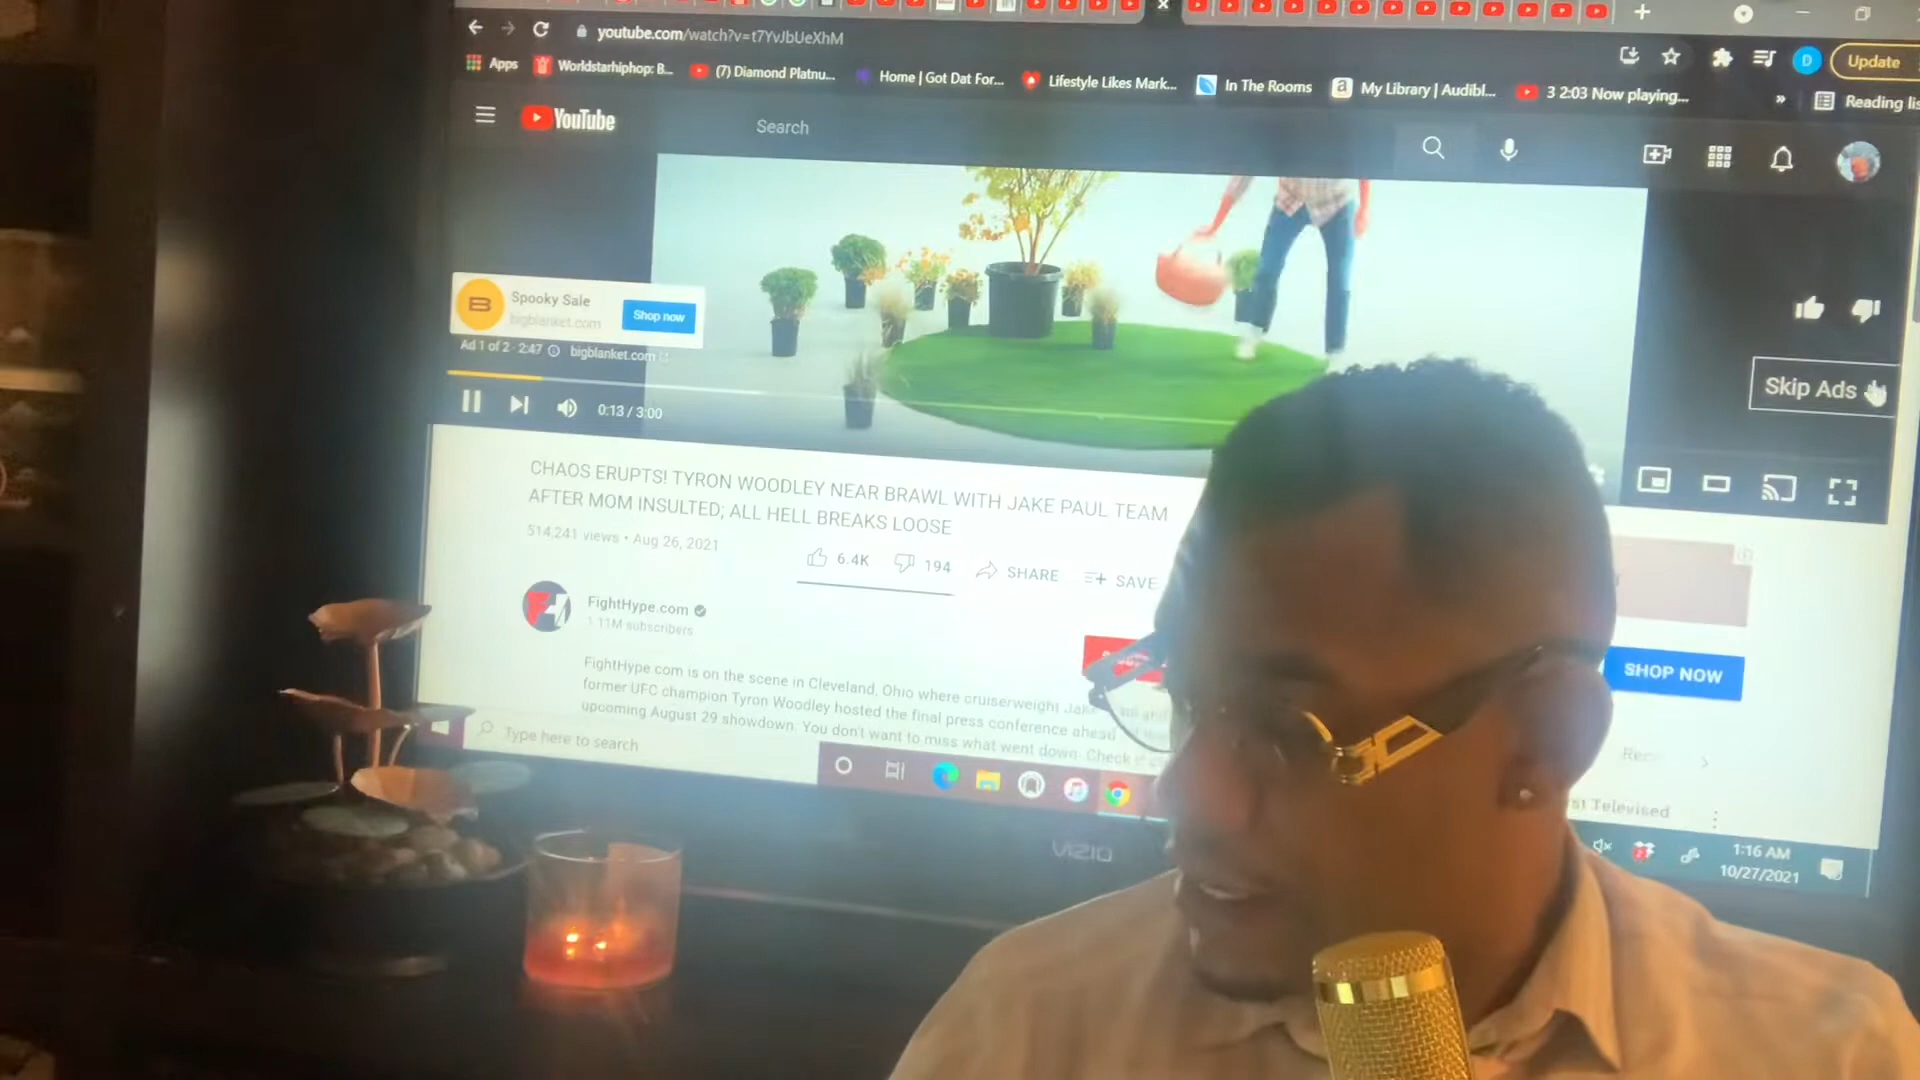 youtube.com/watch?v=t7YvJbUeXhM
Update
Apps
Worldstarhiphop: B...
(7) Diamond Platnu...
Home | Got Dat For...
Lifestyle Likes Mark...
In The Rooms
My Library | Audibl...
3 2:03 Now playing...
»
Reading lis
YouTube
Search
Spooky Sale
bigblanket.com
Shop now
Ad 1 of 2 · 2:47
bigblanket.com
Skip Ads
0:13 / 3:00
CHAOS ERUPTS! TYRON WOODLEY NEAR BRAWL WITH JAKE PAUL TEAM
AFTER MOM INSULTED; ALL HELL BREAKS LOOSE
514,241 views • Aug 26, 2021
6.4K
194
SHARE
SAVE
FightHype.com
1.11M subscribers
FightHype.com is on the scene in Cleveland, Ohio where cruiserweight Jake
former UFC champion Tyron Woodley hosted the final press conference ahead
upcoming August 29 showdown. You don't want to miss what went down. Check
SHOP NOW
Televised
Type here to search
1:16 AM
10/27/2021
VIZIO